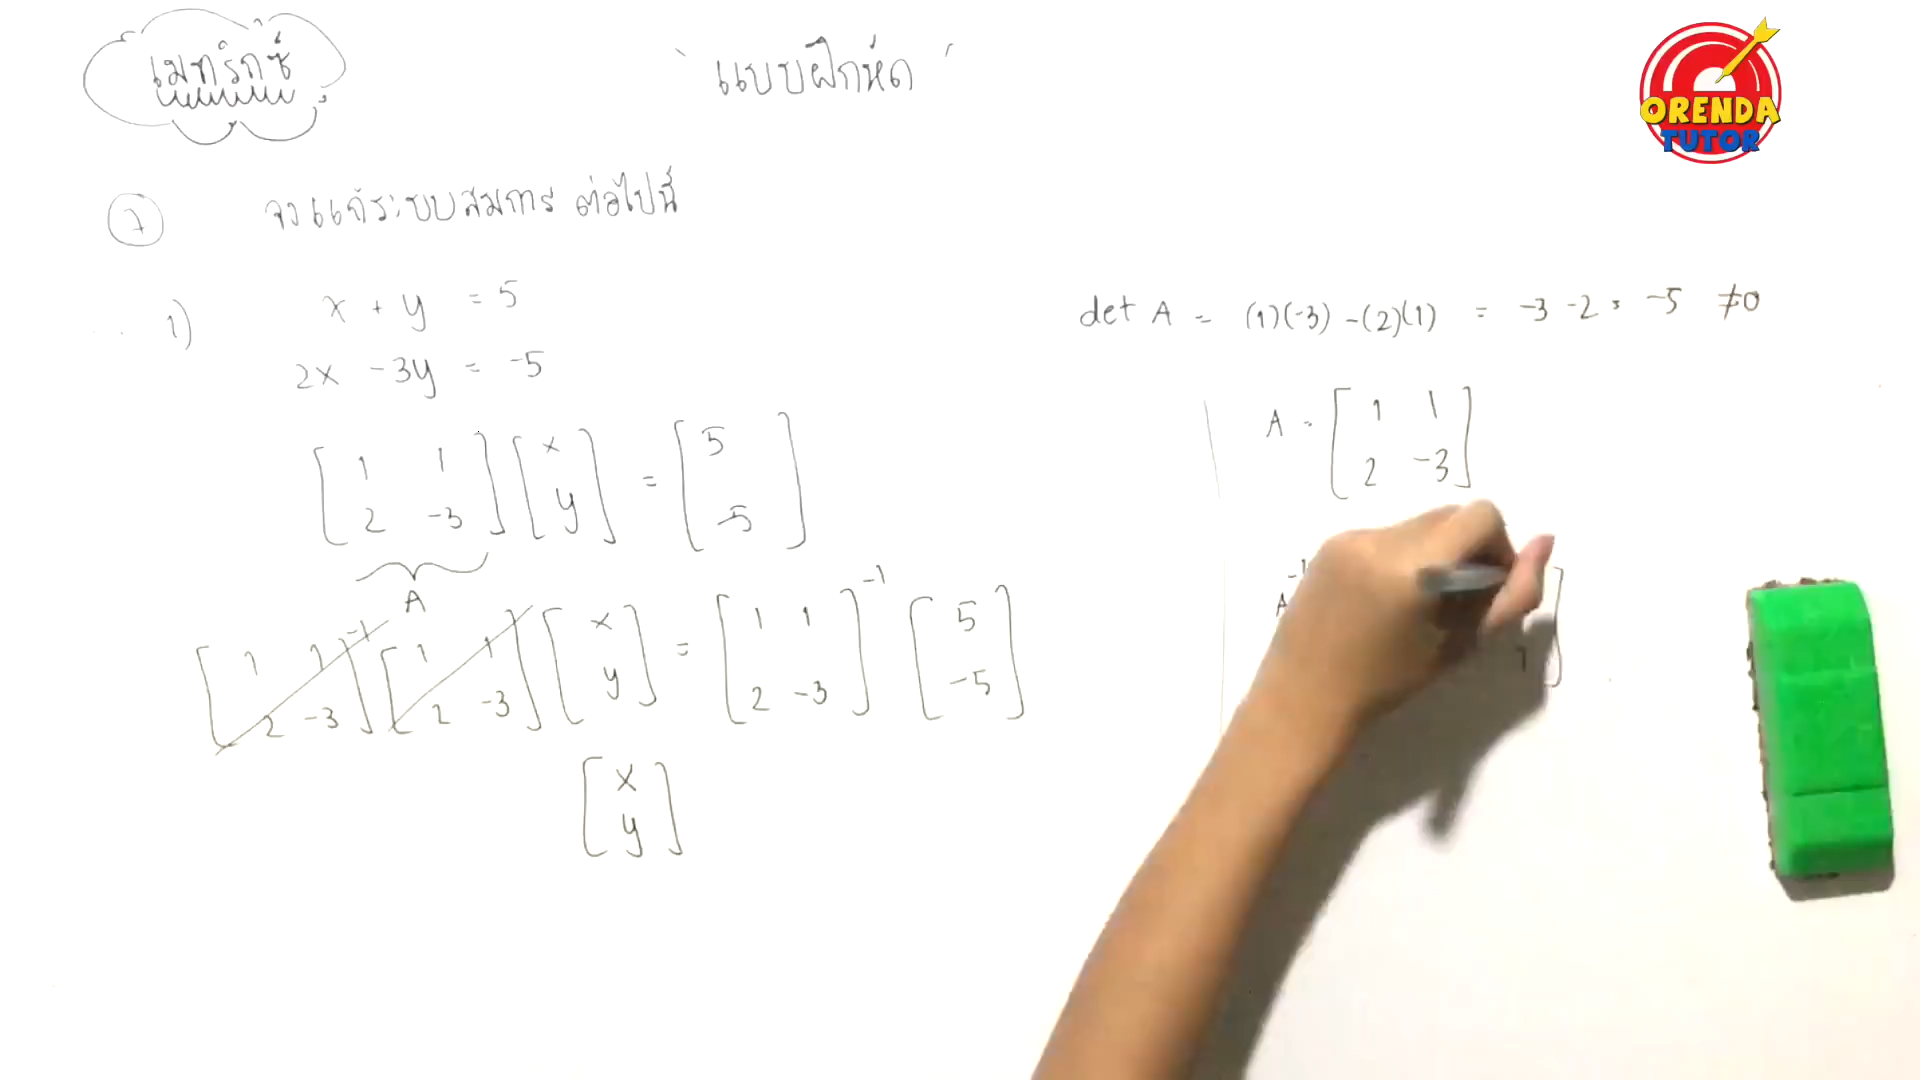 เมทริกซ์
" แบบฝึกหัด "
ORENDA
TUTOR
7 จงแก้ระบบสมการ ต่อไปนี้
1) x + y = 5
2x - 3y = -5
det A = (1)(-3) - (2)(1) = -3 -2 = -5 ≠0
[ 1 1 ] [ x ] = [ 5 ]
[ 2 -3 ] [ y ] [ -5 ]
A
A = [ 1 1 ]
[ 2 -3 ]
[ 1 1 ]⁻¹ [ 1 1 ] [ x ] = [ 1 1 ]⁻¹ [ 5 ]
[ 2 -3 ] [ 2 -3 ] [ y ] [ 2 -3 ] [ -5 ]
A⁻¹
1 ]
[ x ]
[ y ]